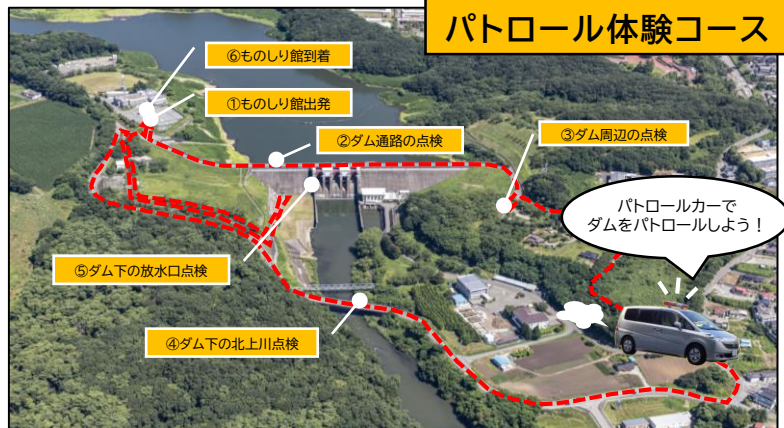 パトロール体験コース
⑥ものしり館到着
①ものしり館出発
②ダム通路の点検
③ダム周辺の点検
パトロールカーで
ダムをパトロールしよう！
⑤ダム下の放水口点検
④ダム下の北上川点検